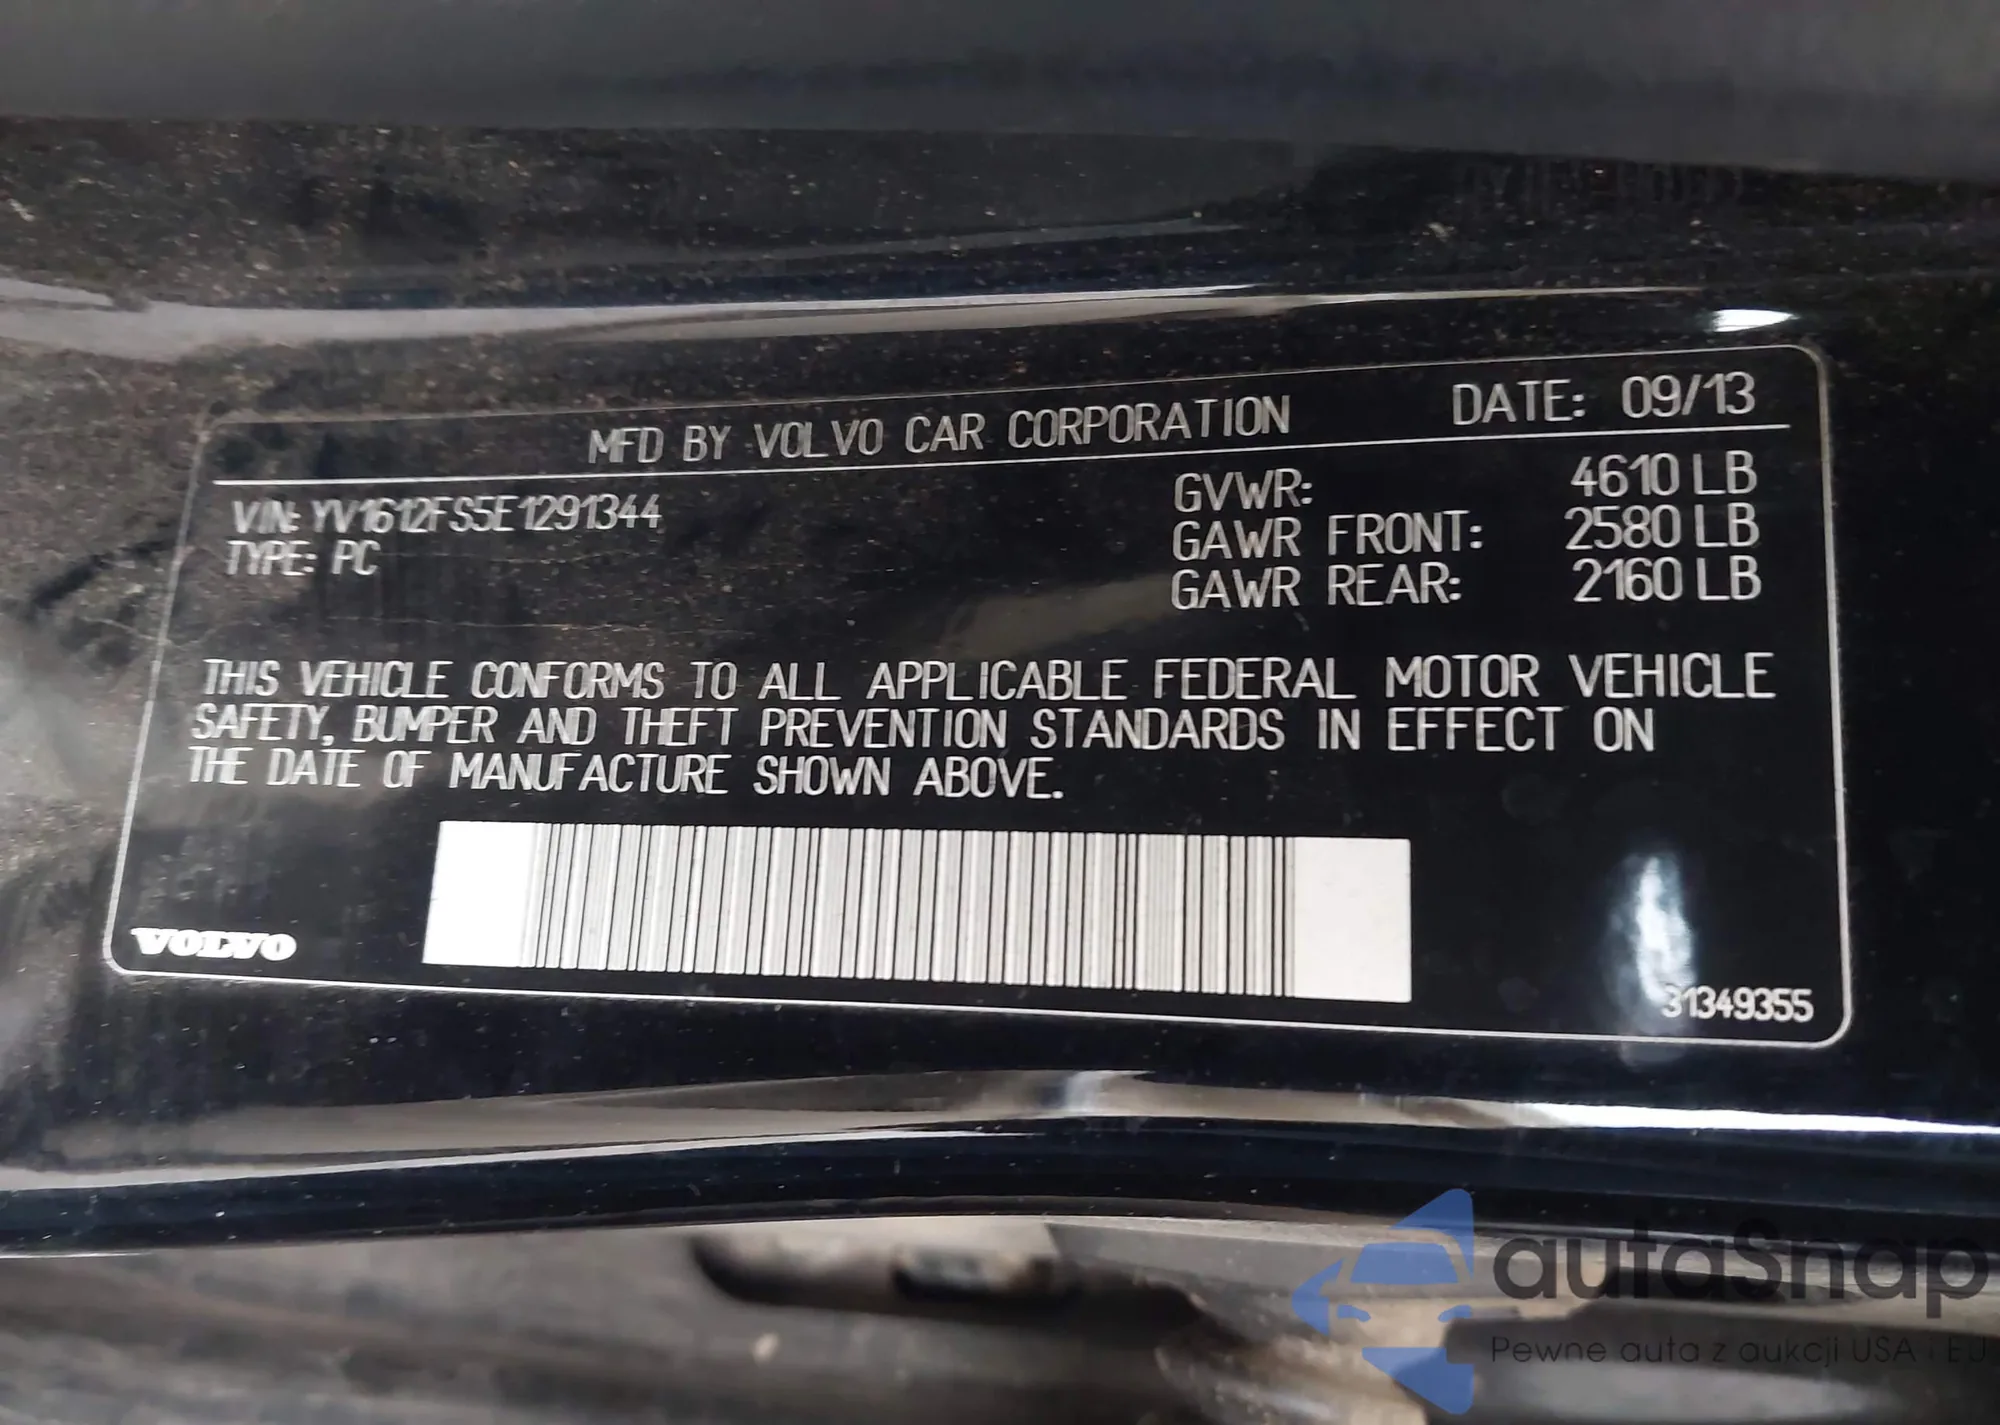 MFD BY VOLVO CAR CORPORATION DATE: 09/13
VIN: YV1612FS5E1291344 GVWR: 4610 LB
TYPE: PC GAWR FRONT: 2580 LB
GAWR REAR: 2160 LB
THIS VEHICLE CONFORMS TO ALL APPLICABLE FEDERAL MOTOR VEHICLE
SAFETY, BUMPER AND THEFT PREVENTION STANDARDS IN EFFECT ON
THE DATE OF MANUFACTURE SHOWN ABOVE.
VOLVO
31349355
autaSnap
Pewne auta z aukcji USA i EU